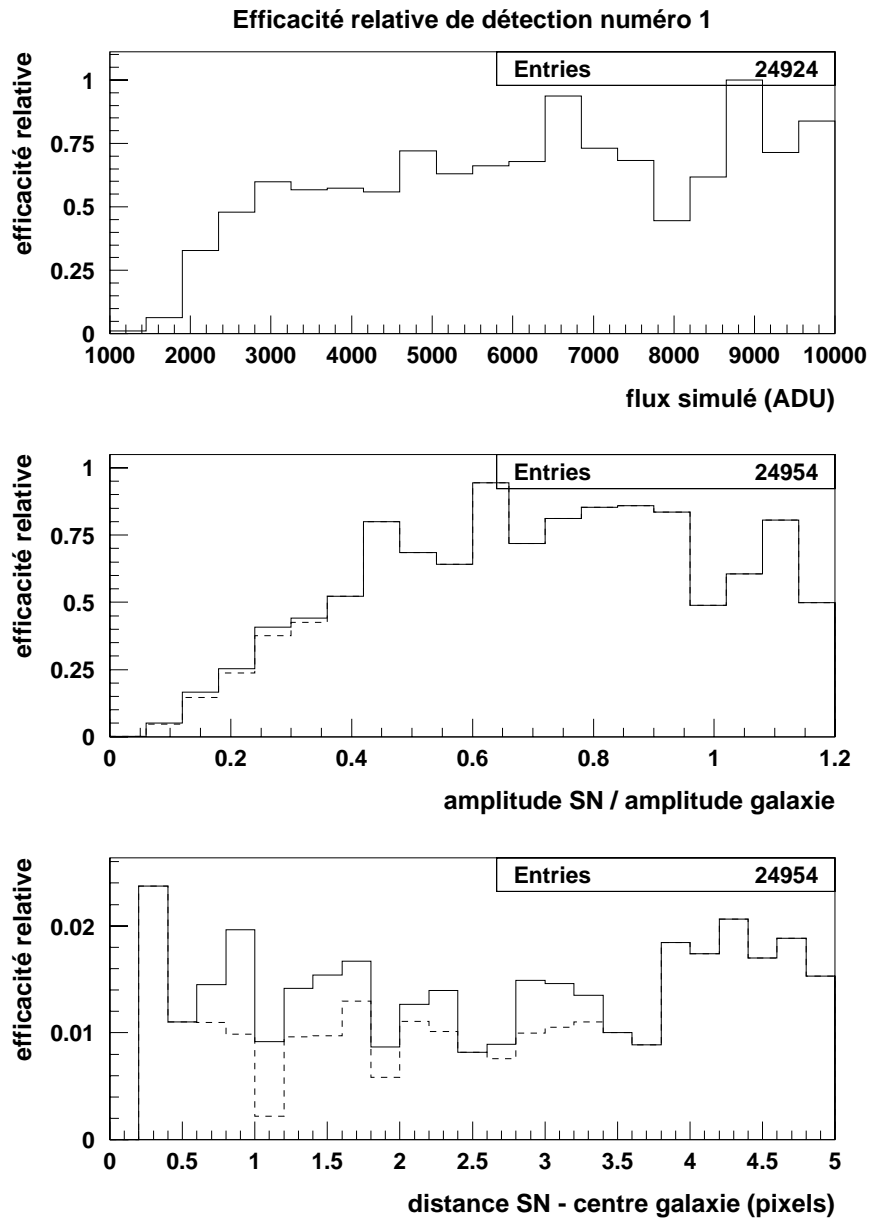 Efficacité relative de détection numéro 1
Entries 24924
efficacité relative
1
0.75
0.5
0.25
0
1000 2000 3000 4000 5000 6000 7000 8000 9000 10000
flux simulé (ADU)
Entries 24954
efficacité relative
1
0.75
0.5
0.25
0
0 0.2 0.4 0.6 0.8 1 1.2
amplitude SN / amplitude galaxie
Entries 24954
efficacité relative
0.02
0.01
0
0 0.5 1 1.5 2 2.5 3 3.5 4 4.5 5
distance SN - centre galaxie (pixels)